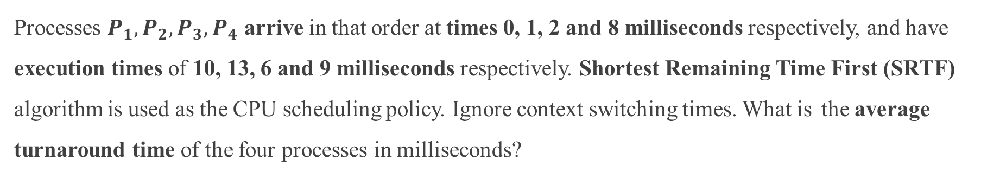 Processes P₁, P₂, P₃, P₄ arrive in that order at times 0, 1, 2 and 8 milliseconds respectively, and have
execution times of 10, 13, 6 and 9 milliseconds respectively. Shortest Remaining Time First (SRTF)
algorithm is used as the CPU scheduling policy. Ignore context switching times. What is the average
turnaround time of the four processes in milliseconds?